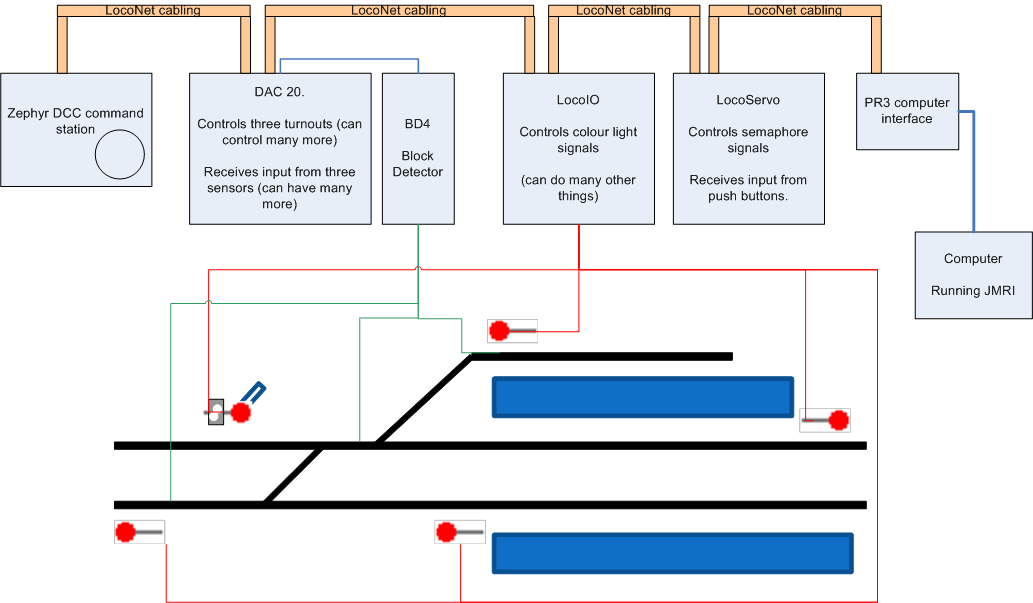 LocoNet cabling
LocoNet cabling
LocoNet cabling
LocoNet cabling
Zephyr DCC command
station
DAC 20.
Controls three turnouts (can
control many more)
Receives input from three
sensors (can have many
more)
BD4
Block
Detector
LocoIO
Controls colour light
signals
(can do many other
things)
LocoServo
Controls semaphore
signals
Receives input from
push buttons.
PR3 computer
interface
Computer
Running JMRI